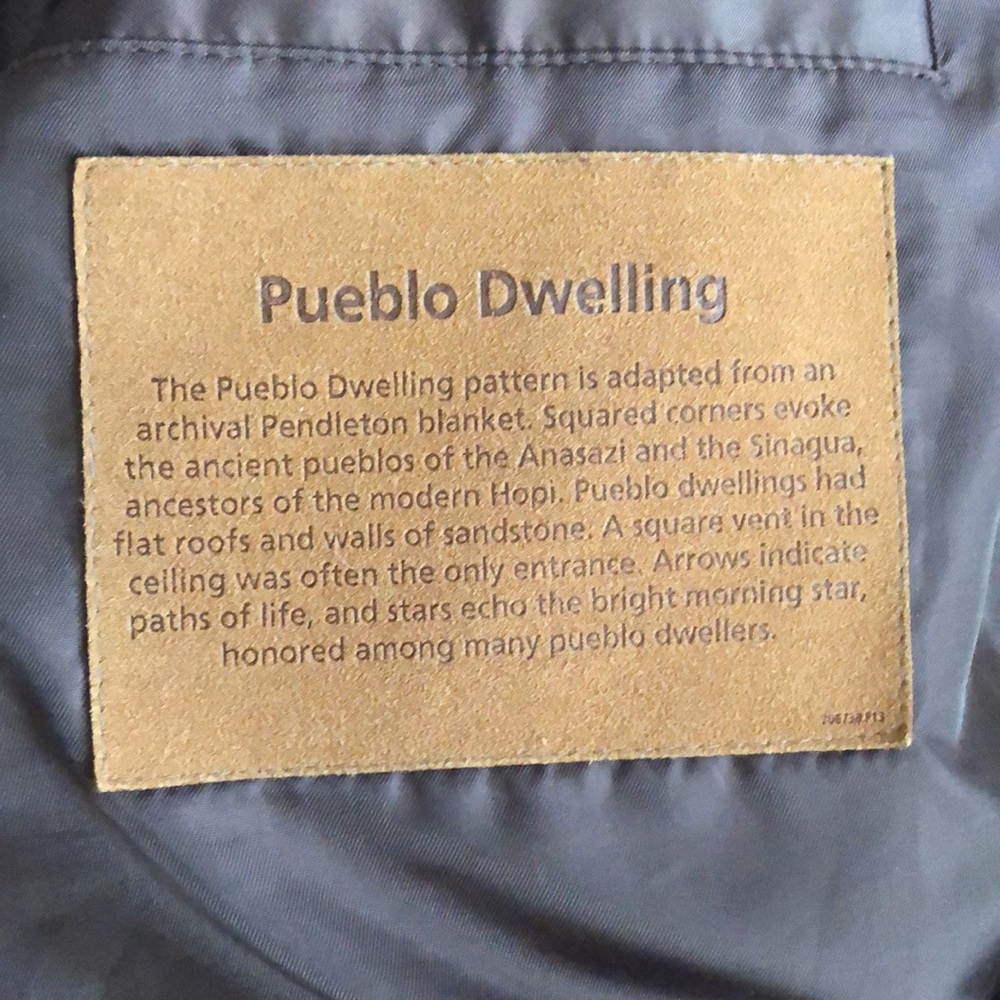 Pueblo Dwelling
The Pueblo Dwelling pattern is adapted from an
archival Pendleton blanket. Squared corners evoke
the ancient pueblos of the Anasazi and the Sinagua,
ancestors of the modern Hopi. Pueblo dwellings had
flat roofs and walls of sandstone. A square vent in the
ceiling was often the only entrance. Arrows indicate
paths of life, and stars echo the bright morning star,
honored among many pueblo dwellers.